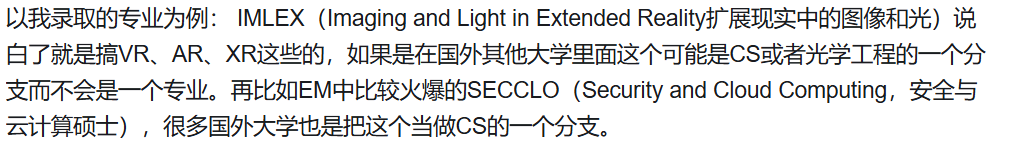 以我录取的专业为例： IMLEX（Imaging and Light in Extended Reality扩展现实中的图像和光）说
白了就是搞VR、AR、XR这些的，如果是在国外其他大学里面这个可能是CS或者光学工程的一个分
支而不会是一个专业。再比如EM中比较火爆的SECCLO（Security and Cloud Computing，安全与
云计算硕士），很多国外大学也是把这个当做CS的一个分支。